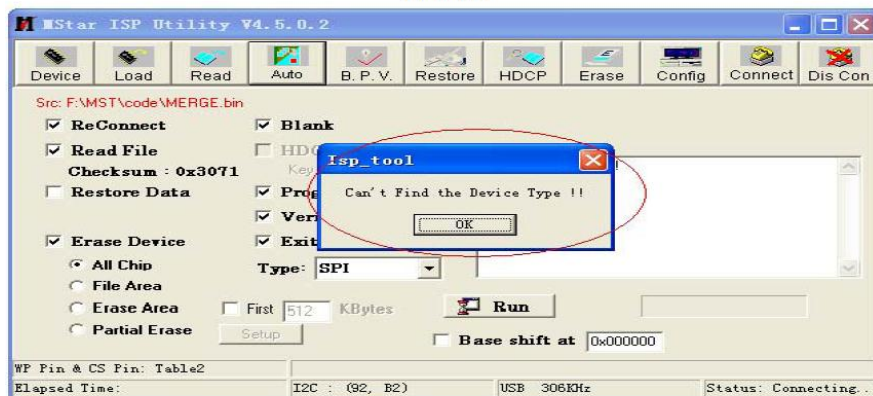 MStar ISP Utility V4.5.0.2
Device Load Read Auto B. P. V. Restore HDCP Erase Config Connect Dis Con
Src: F:\MST\code\MERGE.bin
ReConnect
Blank
Read File
Isp_tool
Checksum : 0x3071
Key
Restore Data
Can't Find the Device Type !!
OK
Erase Device
Exit
All Chip
Type: SPI
File Area
Erase Area
First 512 KBytes
Run
Partial Erase
Setup
Base shift at 0x000000
WP Pin & CS Pin: Table2
Elapsed Time:
I2C : (92, B2)
USB 306KHz
Status: Connecting..